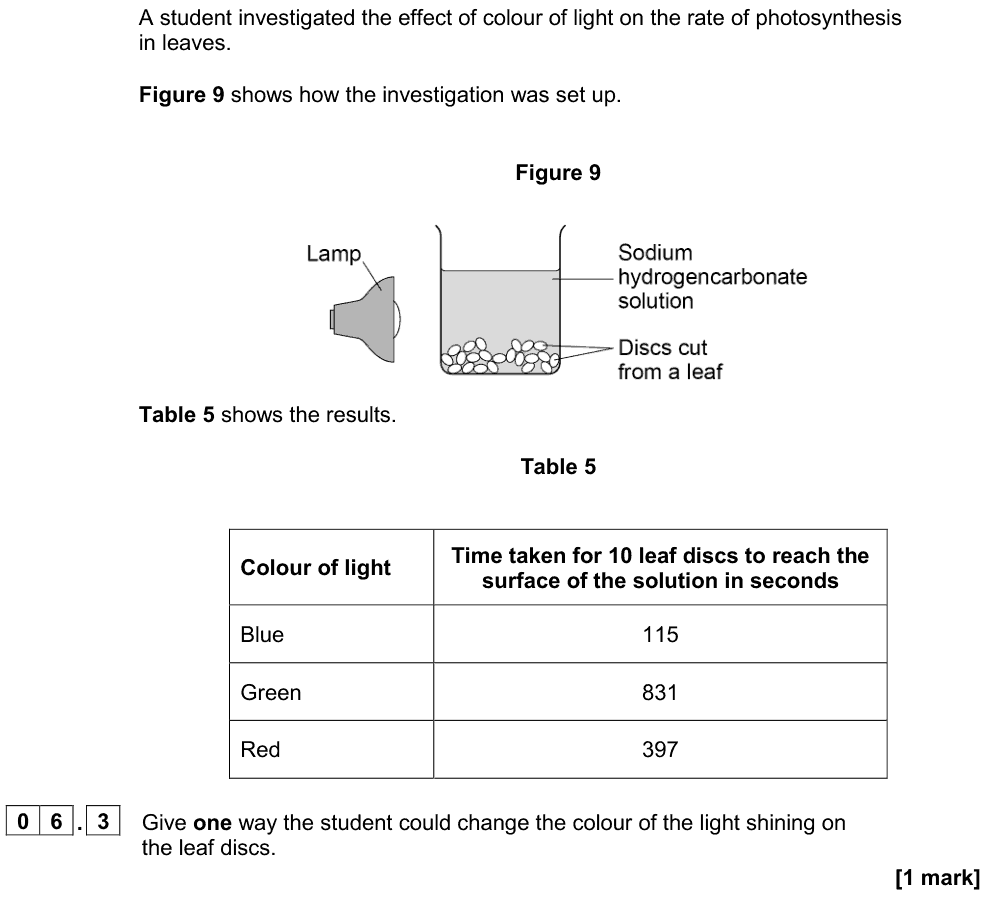 A student investigated the effect of colour of light on the rate of photosynthesis
in leaves.
Figure 9 shows how the investigation was set up.
Figure 9
Lamp
Sodium
hydrogencarbonate
solution
Discs cut
from a leaf
Table 5 shows the results.
Table 5
Colour of light
Time taken for 10 leaf discs to reach the
surface of the solution in seconds
Blue 115
Green 831
Red 397
0 6 . 3 Give one way the student could change the colour of the light shining on
the leaf discs.
[1 mark]